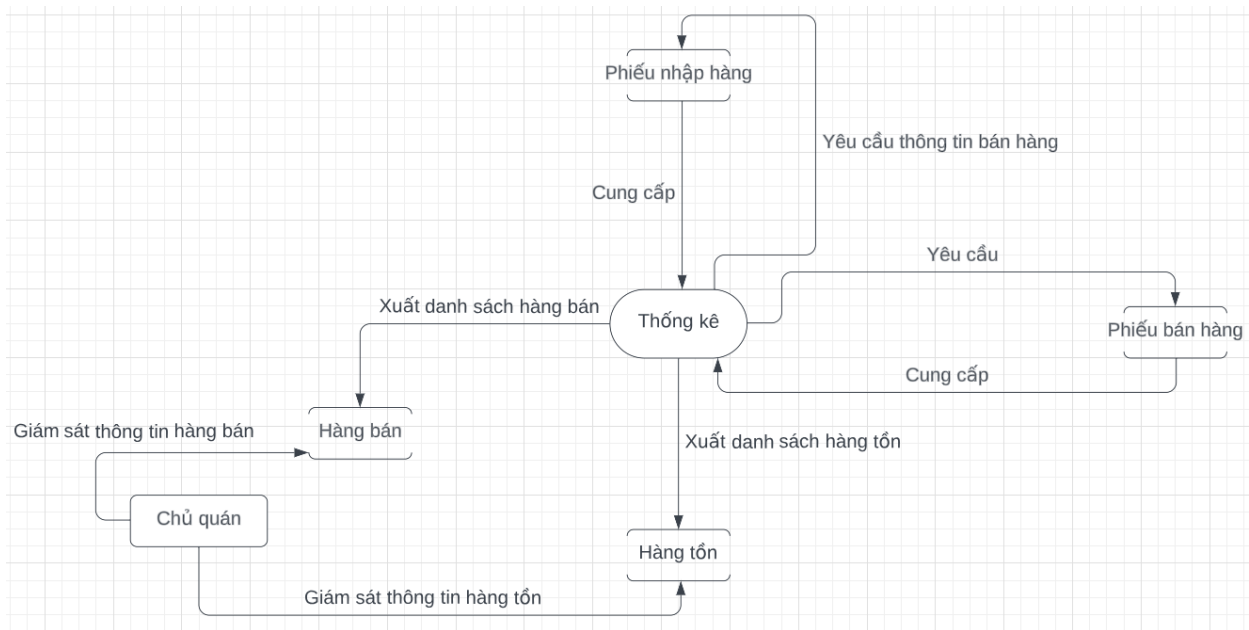 Phiếu nhập hàng
Yêu cầu thông tin bán hàng
Cung cấp
Yêu cầu
Xuất danh sách hàng bán
Thống kê
Phiếu bán hàng
Cung cấp
Giám sát thông tin hàng bán
Hàng bán
Xuất danh sách hàng tồn
Chủ quán
Hàng tồn
Giám sát thông tin hàng tồn